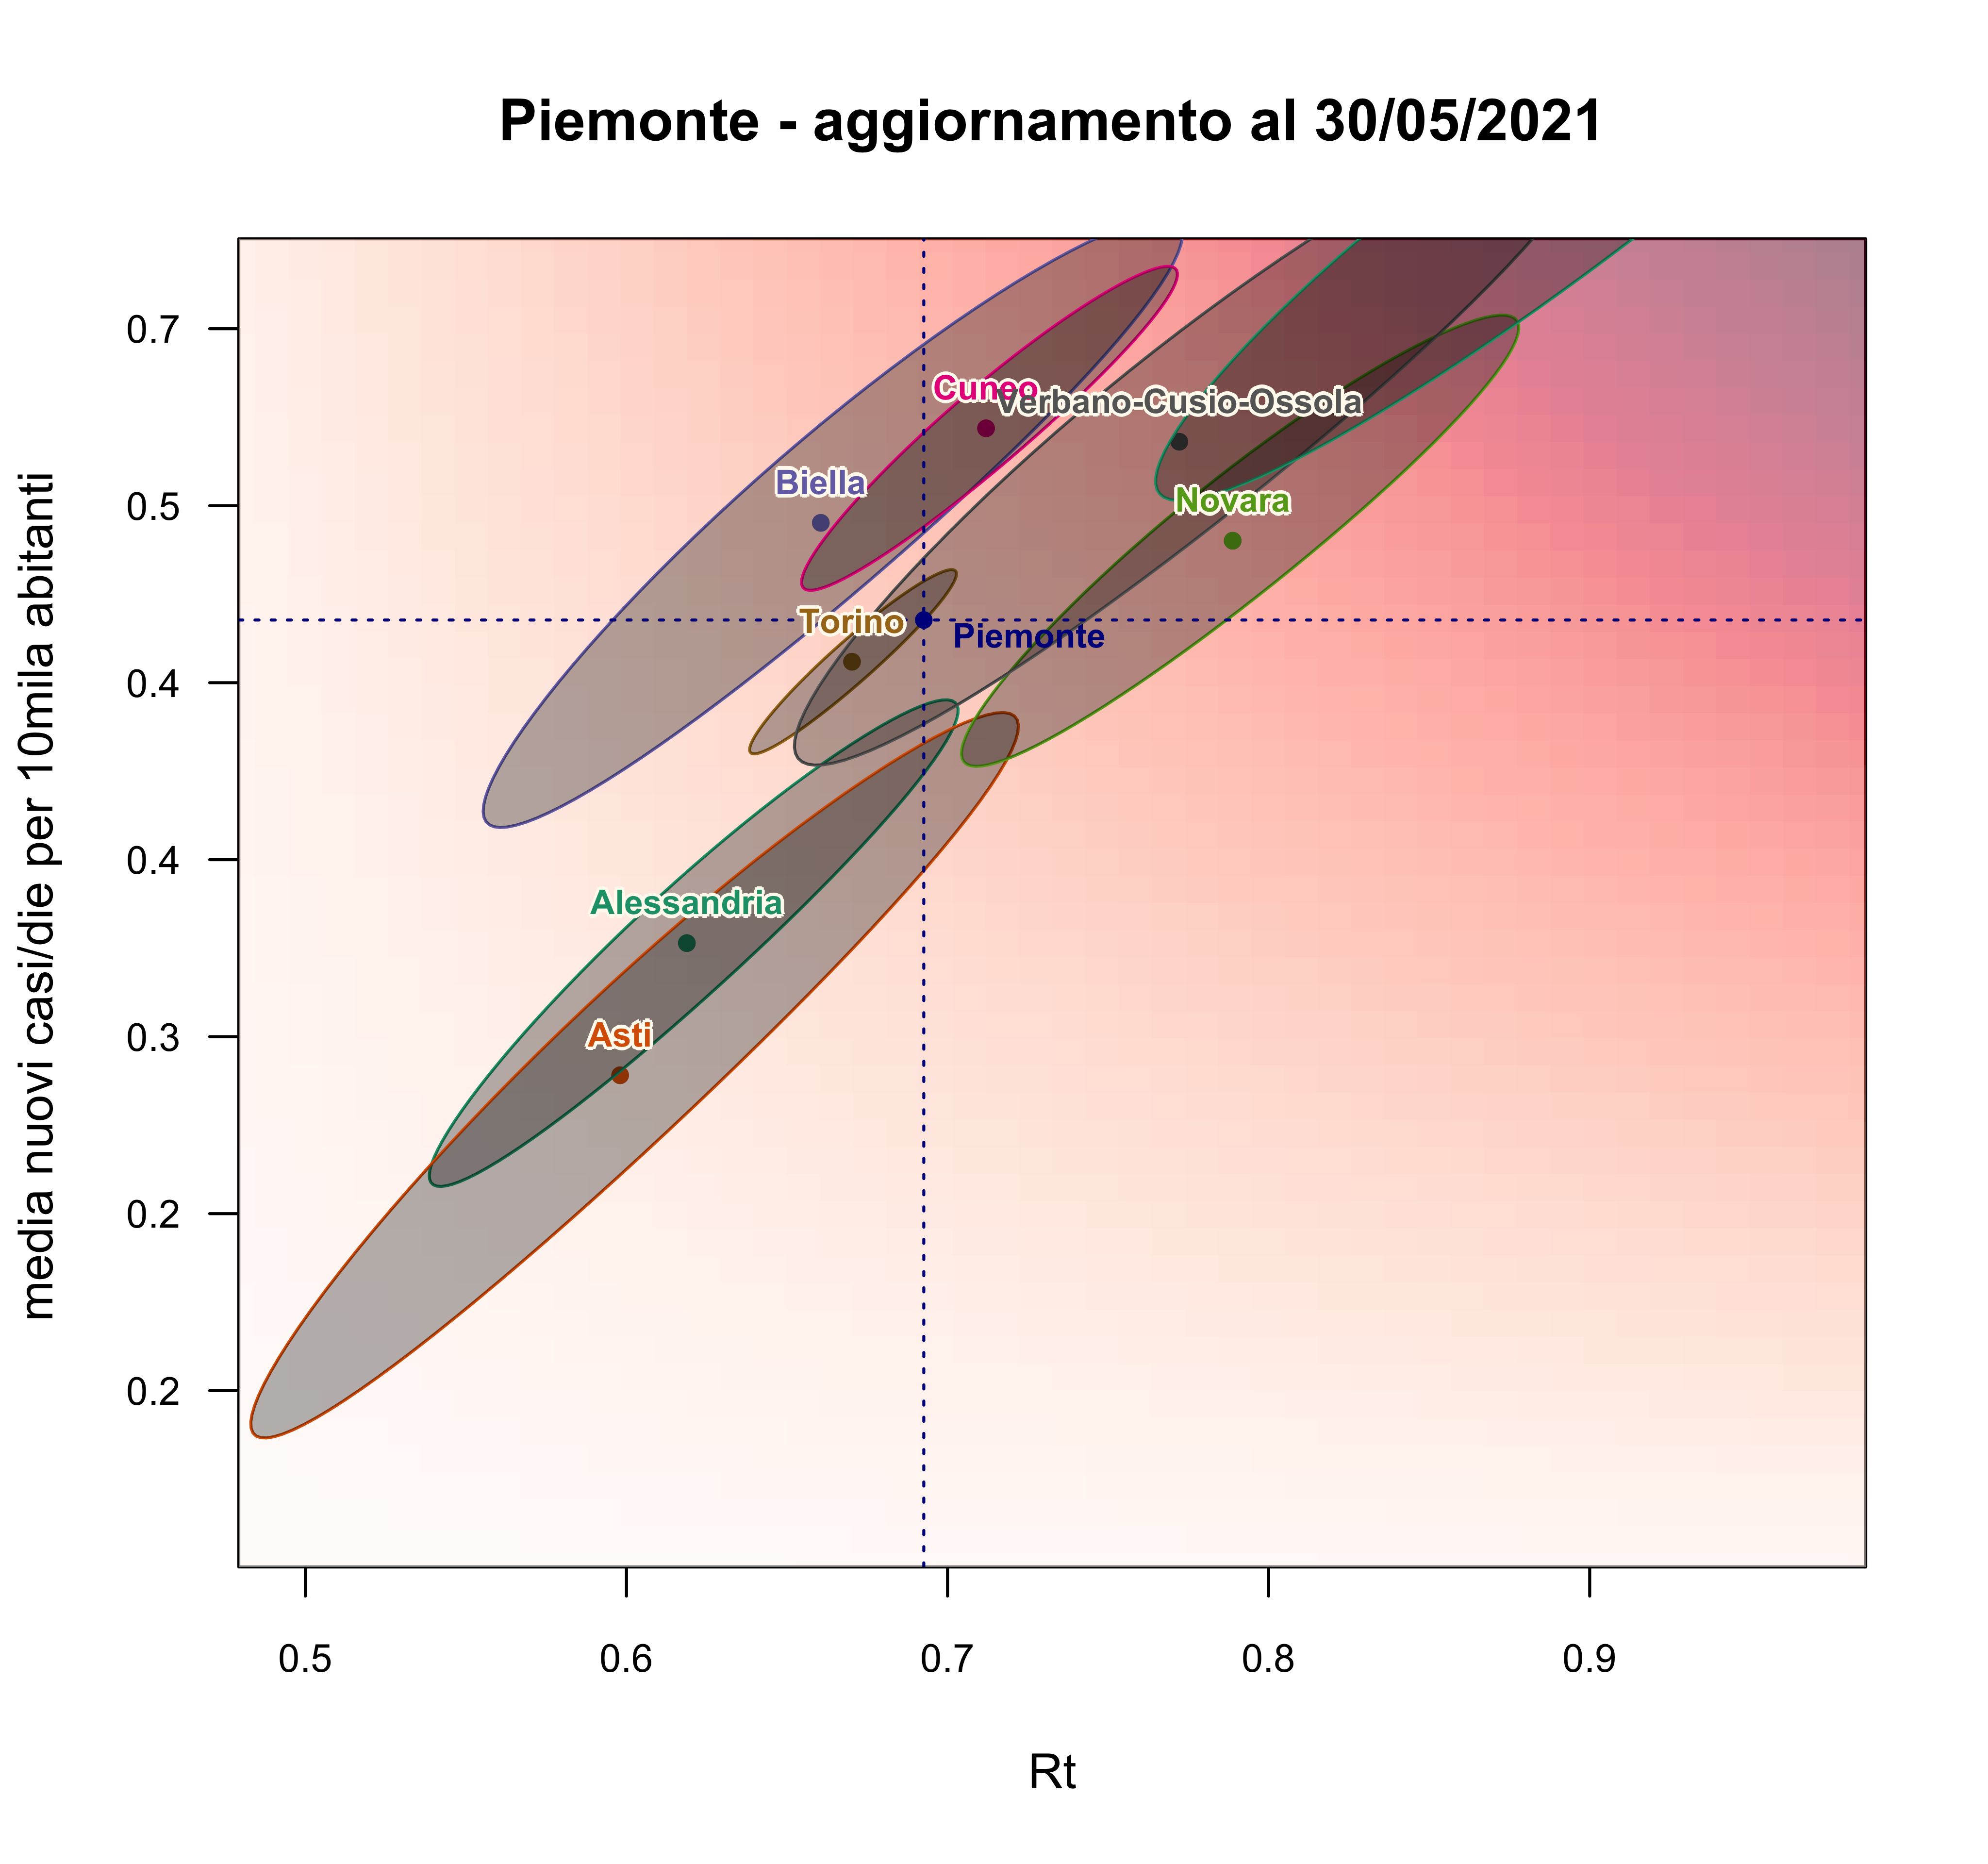 Piemonte - aggiornamento al 30/05/2021
media nuovi casi/die per 10mila abitanti
0.7
0.5
0.4
0.4
0.3
0.2
0.2
Cuneo
Verbano-Cusio-Ossola
Biella
Novara
Torino
Piemonte
Alessandria
Asti
0.5
0.6
0.7
0.8
0.9
Rt